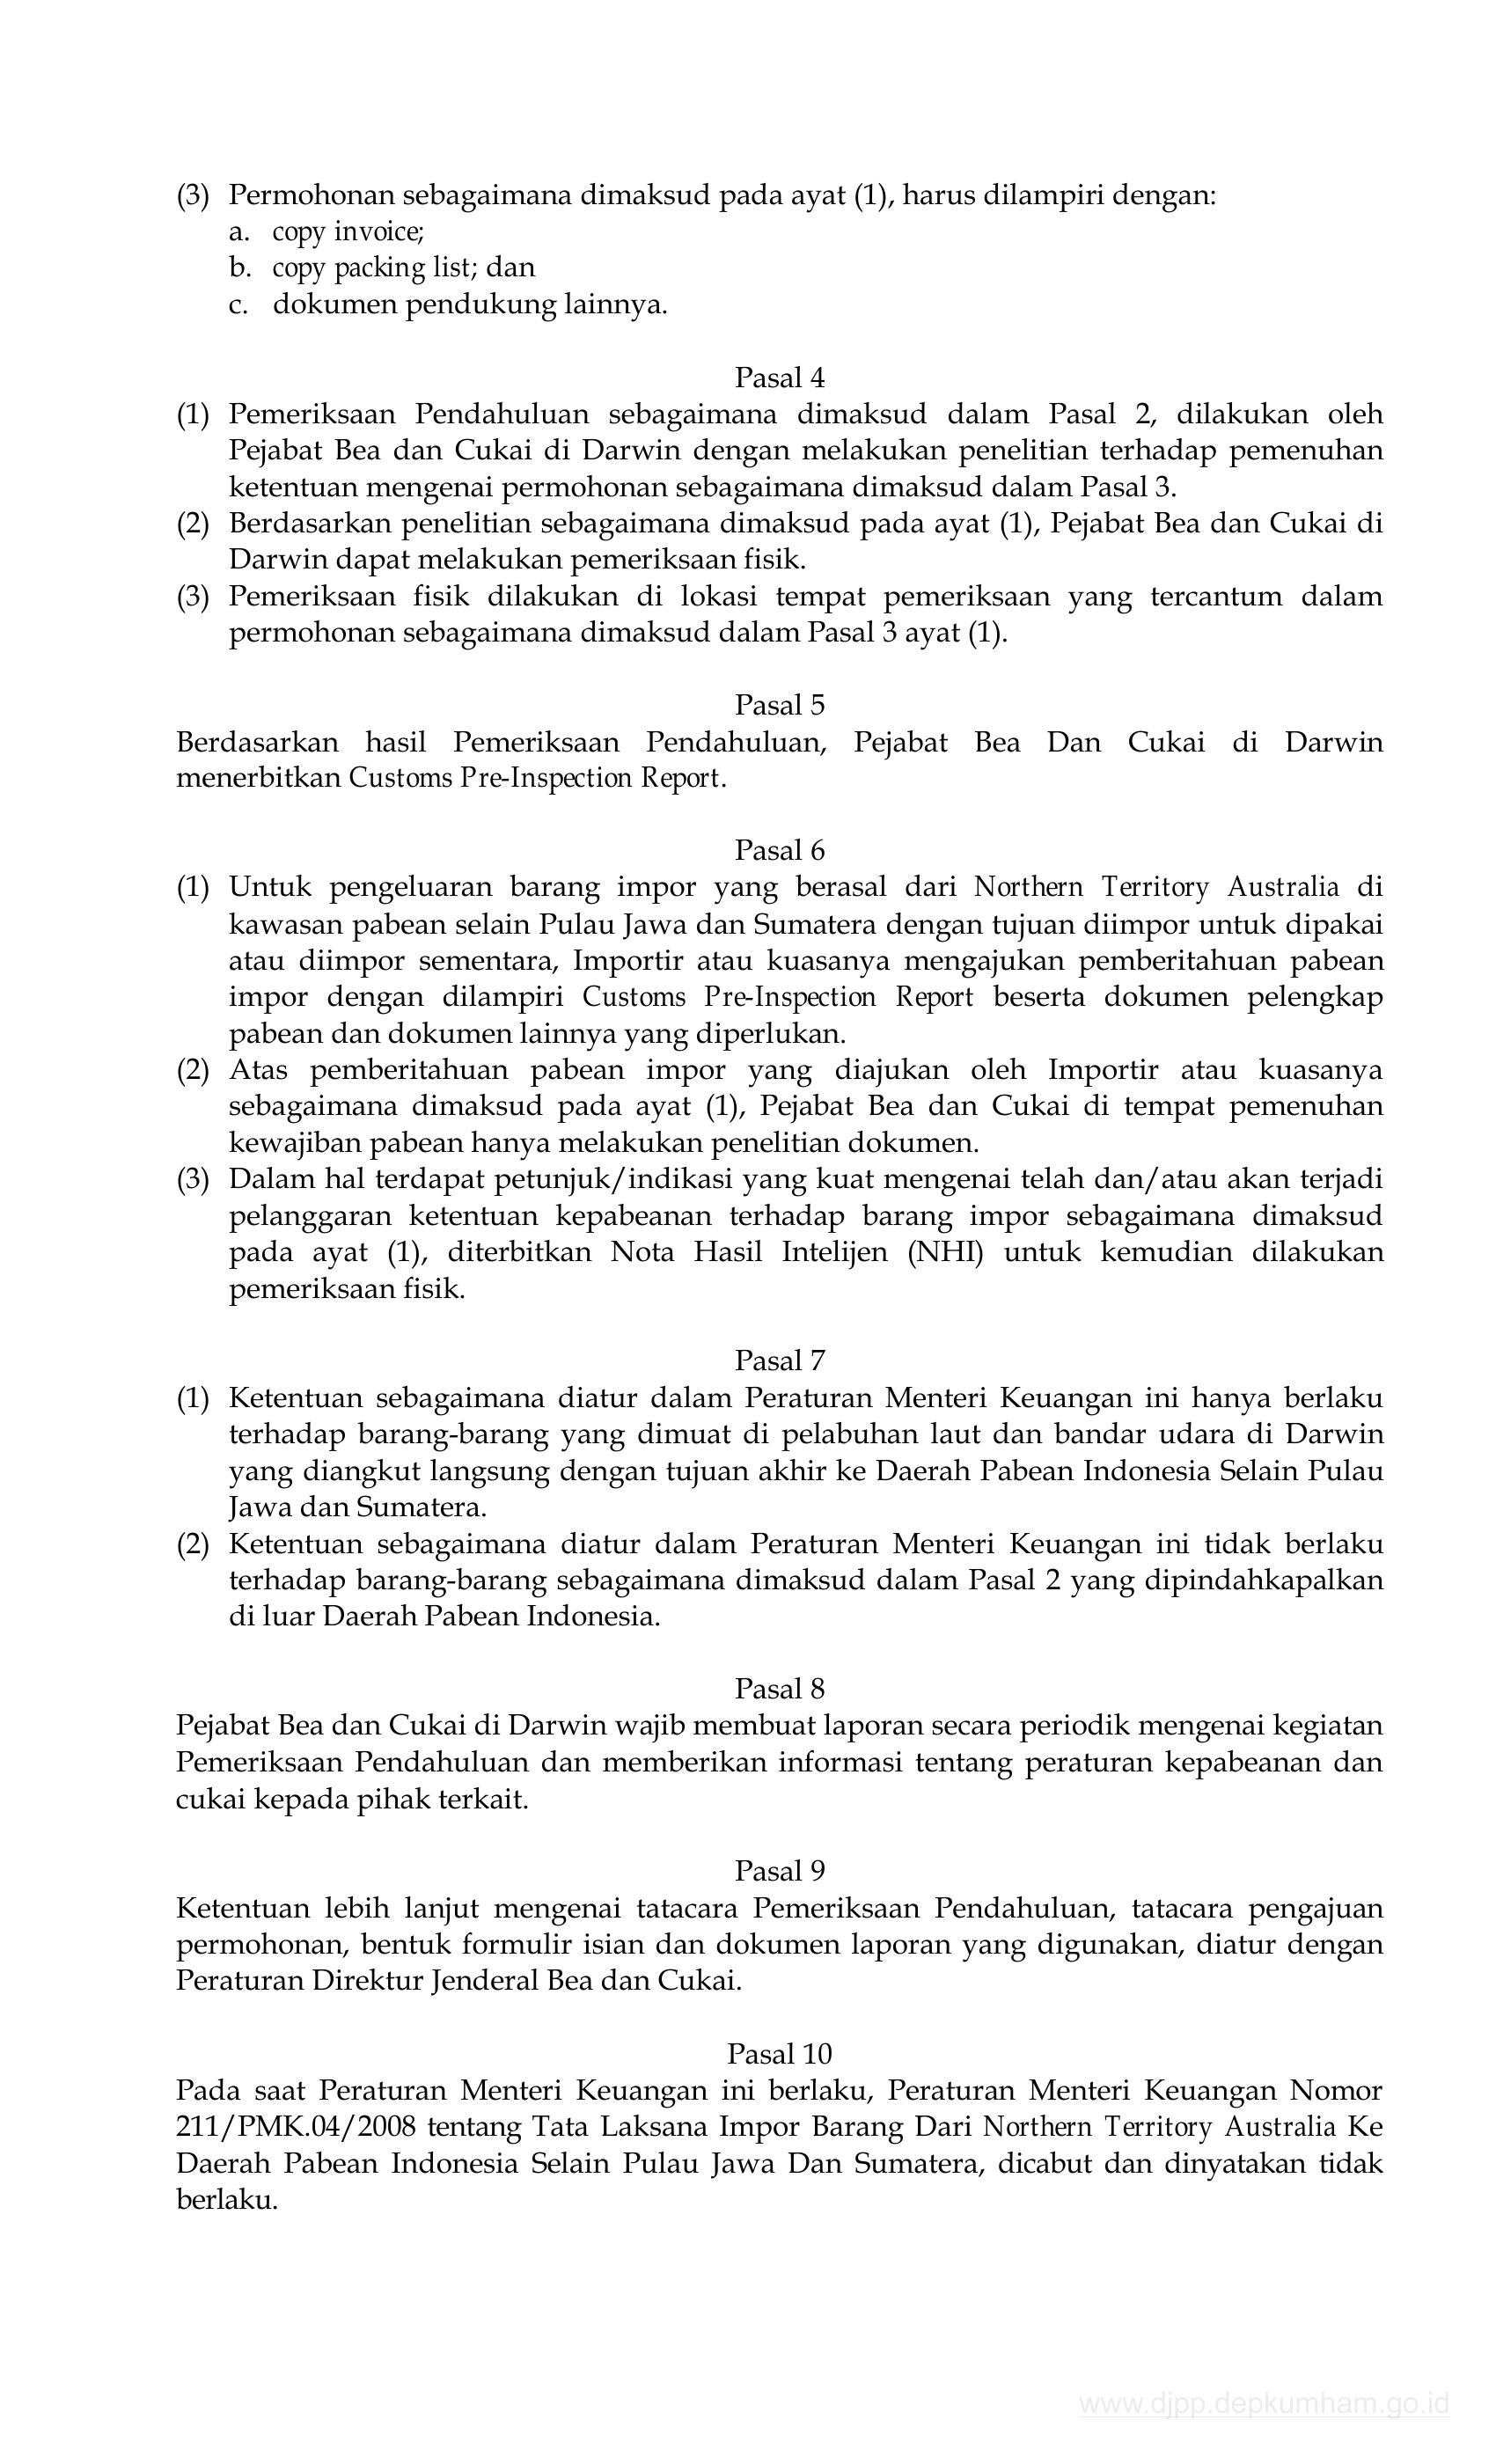 (3) Permohonan sebagaimana dimaksud pada ayat (1), harus dilampiri dengan:
a. copy invoice;
b. copy packing list; dan
c. dokumen pendukung lainnya.
Pasal 4
(1) Pemeriksaan Pendahuluan sebagaimana dimaksud dalam Pasal 2, dilakukan oleh
Pejabat Bea dan Cukai di Darwin dengan melakukan penelitian terhadap pemenuhan
ketentuan mengenai permohonan sebagaimana dimaksud dalam Pasal 3.
(2) Berdasarkan penelitian sebagaimana dimaksud pada ayat (1), Pejabat Bea dan Cukai di
Darwin dapat melakukan pemeriksaan fisik.
(3) Pemeriksaan fisik dilakukan di lokasi tempat pemeriksaan yang tercantum dalam
permohonan sebagaimana dimaksud dalam Pasal 3 ayat (1).
Pasal 5
Berdasarkan hasil Pemeriksaan Pendahuluan, Pejabat Bea Dan Cukai di Darwin
menerbitkan Customs Pre-Inspection Report.
Pasal 6
(1) Untuk pengeluaran barang impor yang berasal dari Northern Territory Australia di
kawasan pabean selain Pulau Jawa dan Sumatera dengan tujuan diimpor untuk dipakai
atau diimpor sementara, Importir atau kuasanya mengajukan pemberitahuan pabean
impor dengan dilampiri Customs Pre-Inspection Report beserta dokumen pelengkap
pabean dan dokumen lainnya yang diperlukan.
(2) Atas pemberitahuan pabean impor yang diajukan oleh Importir atau kuasanya
sebagaimana dimaksud pada ayat (1), Pejabat Bea dan Cukai di tempat pemenuhan
kewajiban pabean hanya melakukan penelitian dokumen.
(3) Dalam hal terdapat petunjuk/indikasi yang kuat mengenai telah dan/atau akan terjadi
pelanggaran ketentuan kepabeanan terhadap barang impor sebagaimana dimaksud
pada ayat (1), diterbitkan Nota Hasil Intelijen (NHI) untuk kemudian dilakukan
pemeriksaan fisik.
Pasal 7
(1) Ketentuan sebagaimana diatur dalam Peraturan Menteri Keuangan ini hanya berlaku
terhadap barang-barang yang dimuat di pelabuhan laut dan bandar udara di Darwin
yang diangkut langsung dengan tujuan akhir ke Daerah Pabean Indonesia Selain Pulau
Jawa dan Sumatera.
(2) Ketentuan sebagaimana diatur dalam Peraturan Menteri Keuangan ini tidak berlaku
terhadap barang-barang sebagaimana dimaksud dalam Pasal 2 yang dipindahkapalkan
di luar Daerah Pabean Indonesia.
Pasal 8
Pejabat Bea dan Cukai di Darwin wajib membuat laporan secara periodik mengenai kegiatan
Pemeriksaan Pendahuluan dan memberikan informasi tentang peraturan kepabeanan dan
cukai kepada pihak terkait.
Pasal 9
Ketentuan lebih lanjut mengenai tatacara Pemeriksaan Pendahuluan, tatacara pengajuan
permohonan, bentuk formulir isian dan dokumen laporan yang digunakan, diatur dengan
Peraturan Direktur Jenderal Bea dan Cukai.
Pasal 10
Pada saat Peraturan Menteri Keuangan ini berlaku, Peraturan Menteri Keuangan Nomor
211/PMK.04/2008 tentang Tata Laksana Impor Barang Dari Northern Territory Australia Ke
Daerah Pabean Indonesia Selain Pulau Jawa Dan Sumatera, dicabut dan dinyatakan tidak
berlaku.
www.djpp.depkumham.go.id